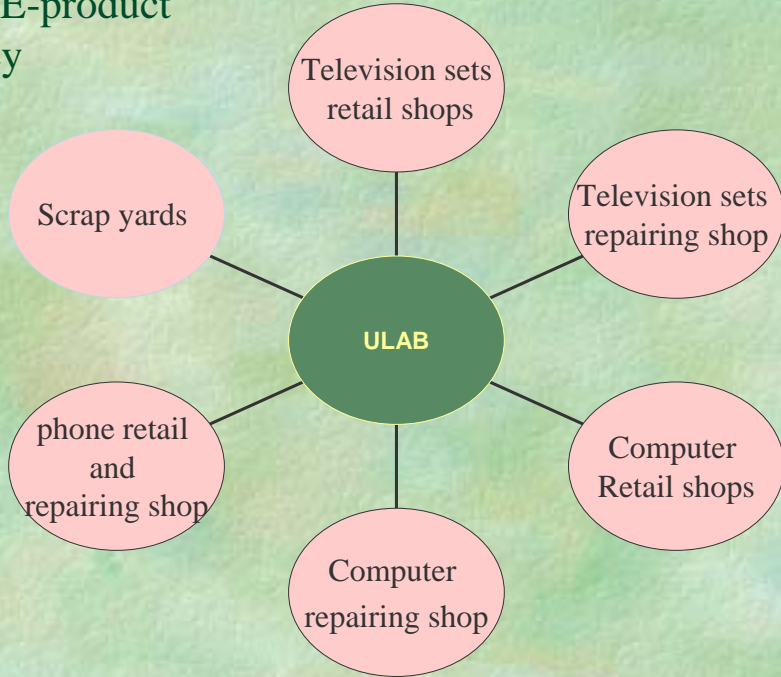 E-product
y
Television sets
retail shops
Television sets
repairing shop
Scrap yards
ULAB
phone retail
and
repairing shop
Computer
Retail shops
Computer
repairing shop